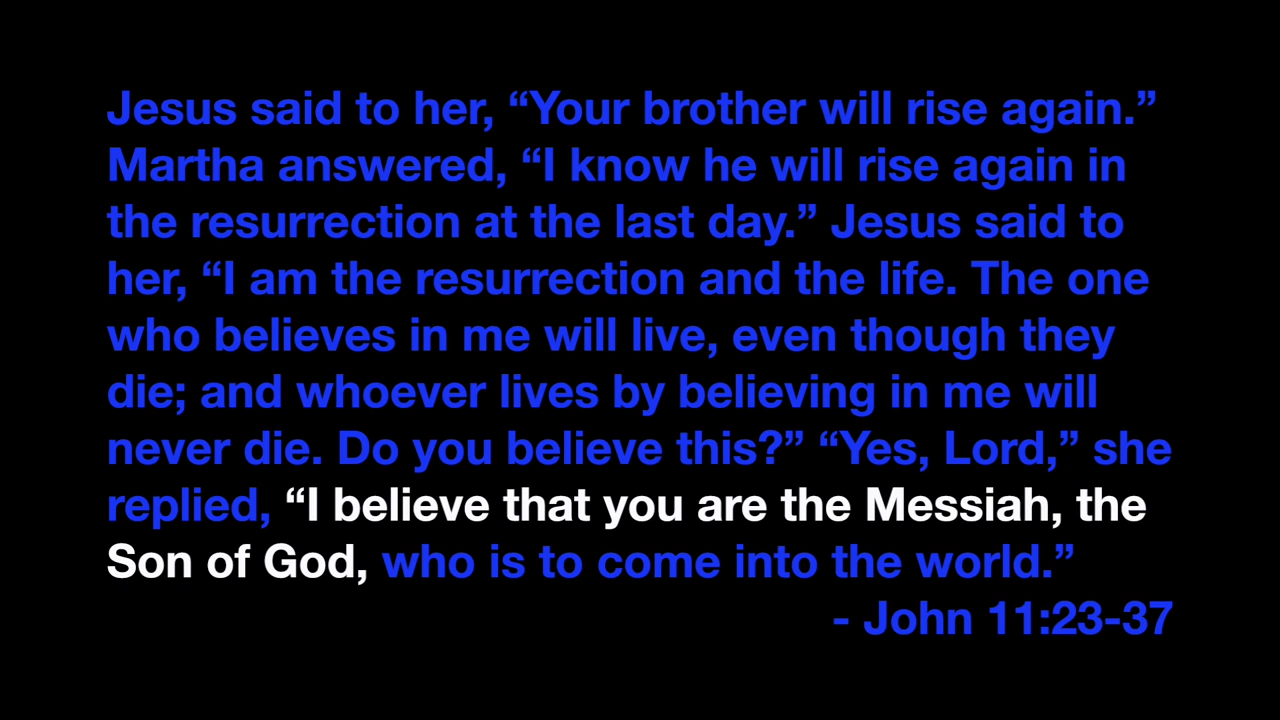 Jesus said to her, “Your brother will rise again.”
Martha answered, “I know he will rise again in
the resurrection at the last day.” Jesus said to
her, “I am the resurrection and the life. The one
who believes in me will live, even though they
die; and whoever lives by believing in me will
never die. Do you believe this?” “Yes, Lord,” she
replied, “I believe that you are the Messiah, the
Son of God, who is to come into the world.”
- John 11:23-37